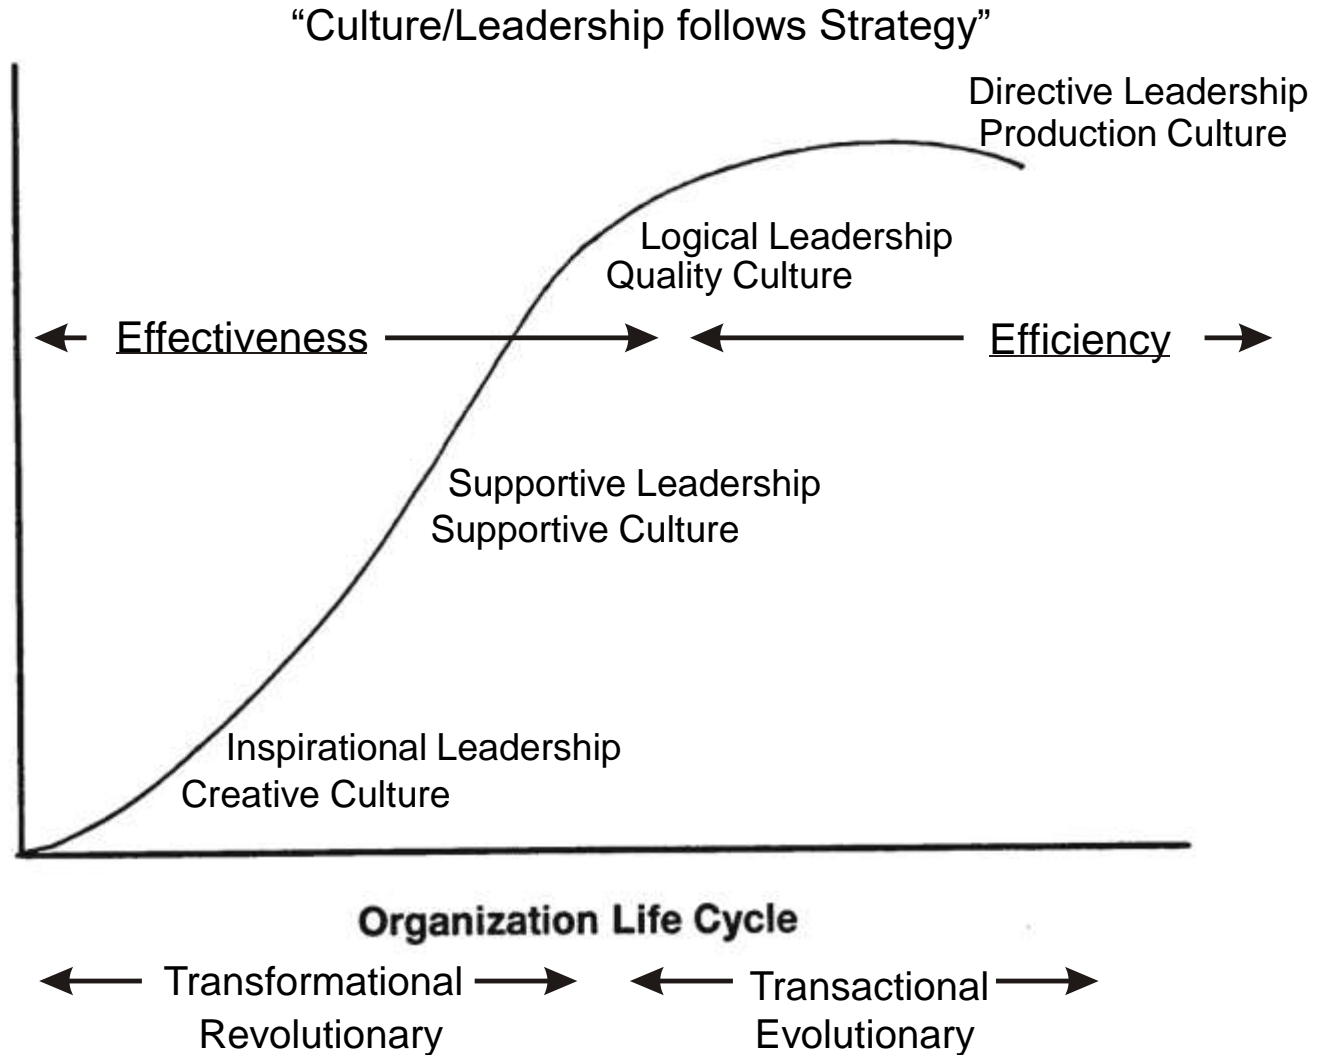 “Culture/Leadership follows Strategy”
Directive Leadership
Production Culture
Logical Leadership
Quality Culture
Effectiveness
Efficiency
Supportive Leadership
Supportive Culture
Inspirational Leadership
Creative Culture
Organization Life Cycle
Transformational
Revolutionary
Transactional
Evolutionary